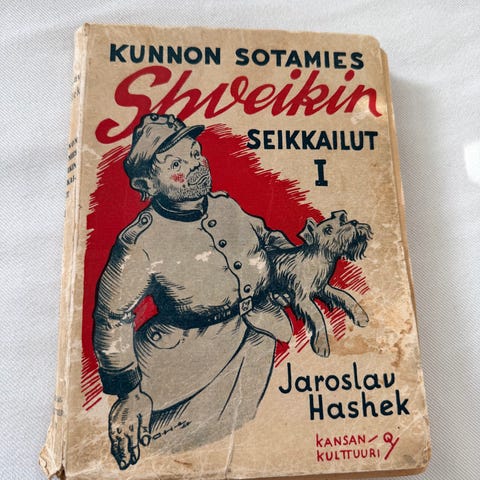 KUNNON SOTAMIES
Shveikin
SEIKKAILUT
I
Jaroslav
Hashek
KANSAN-
KULTTUURI OY